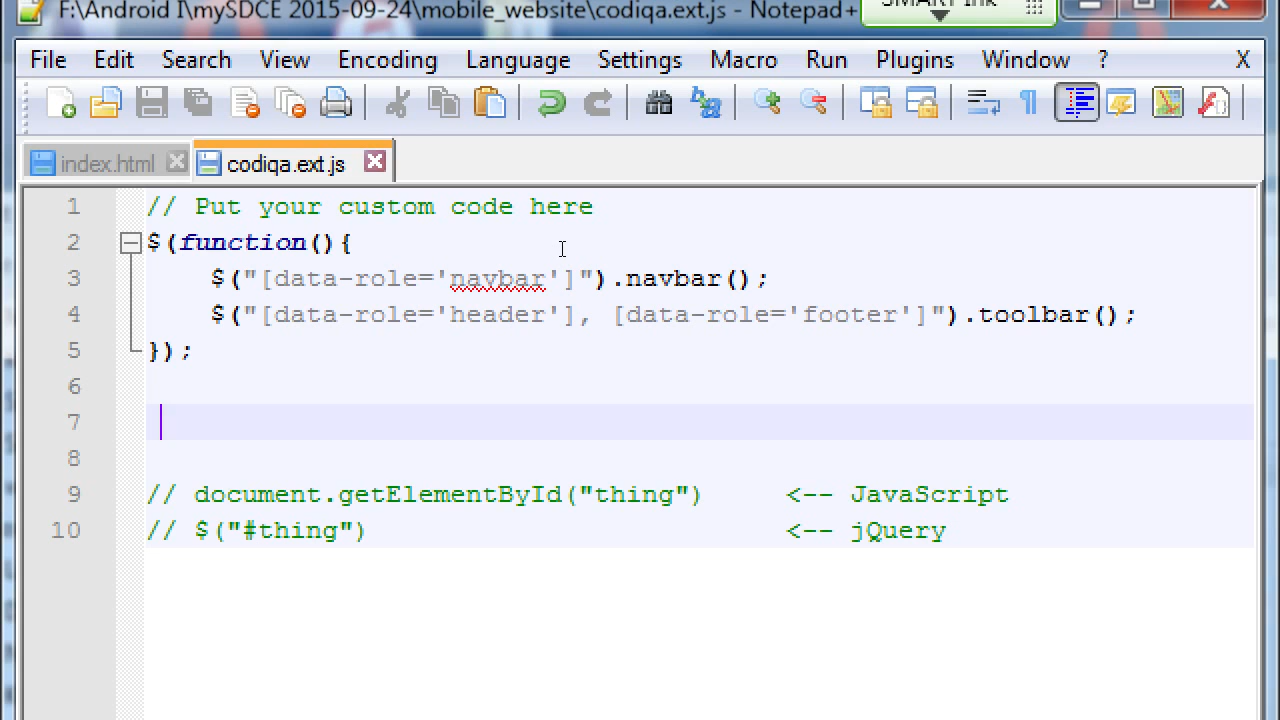 F:\Android I\mySDCE 2015-09-24\mobile_website\codiqa.ext.js - Notepad+
SMART Ink
File Edit Search View Encoding Language Settings Macro Run Plugins Window ? X
index.html codiqa.ext.js
1 // Put your custom code here
2 $(function(){
3 $("[data-role='navbar']").navbar();
4 $("[data-role='header'], [data-role='footer']").toolbar();
5 });
6
7
8
9 // document.getElementById("thing") <-- JavaScript
10 // $("#thing") <-- jQuery